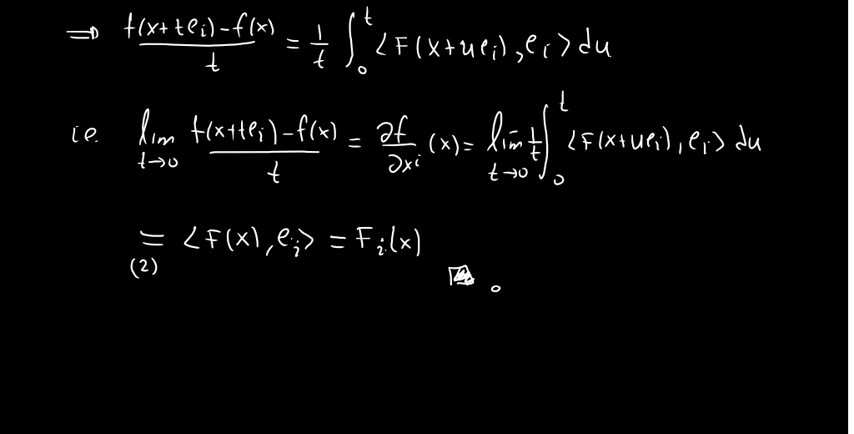 ⇒ (f(x+te_i)-f(x))/t = 1/t ∫_0^t <F(x+ue_i), e_i> du
i.e. lim_{t→0} (f(x+te_i)-f(x))/t = ∂f/∂x^i (x) = lim_{t→0} 1/t ∫_0^t <F(x+ue_i), e_i> du
=_{(2)} <F(x), e_i> = F_i(x)